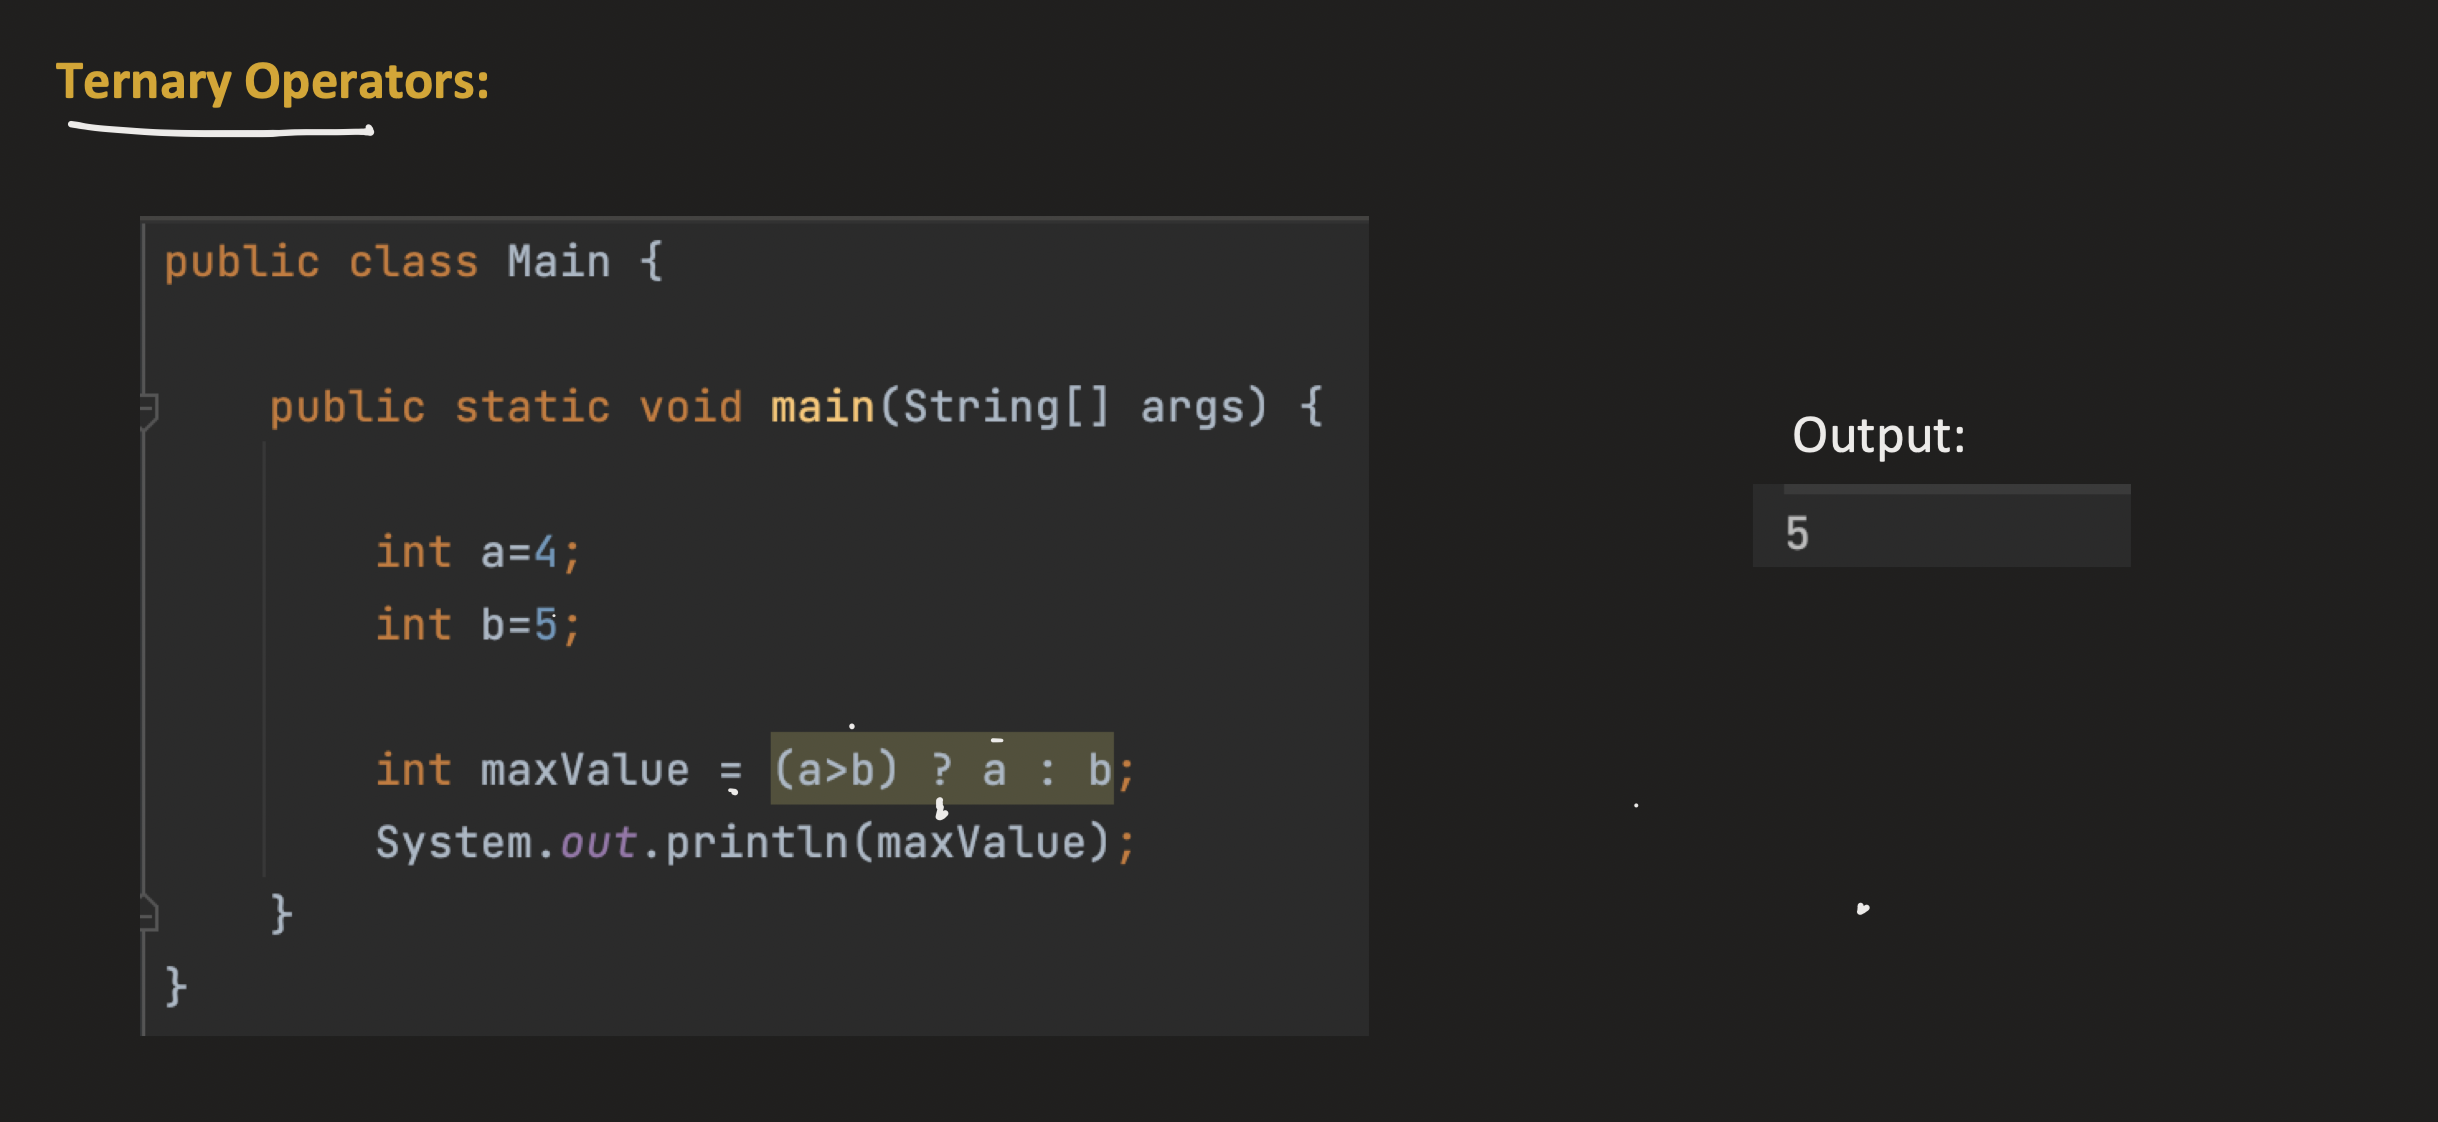 Ternary Operators:
public class Main {
public static void main(String[] args) {
int a=4;
int b=5;
int maxValue = (a>b) ? a : b;
System.out.println(maxValue);
}
}
Output:
5